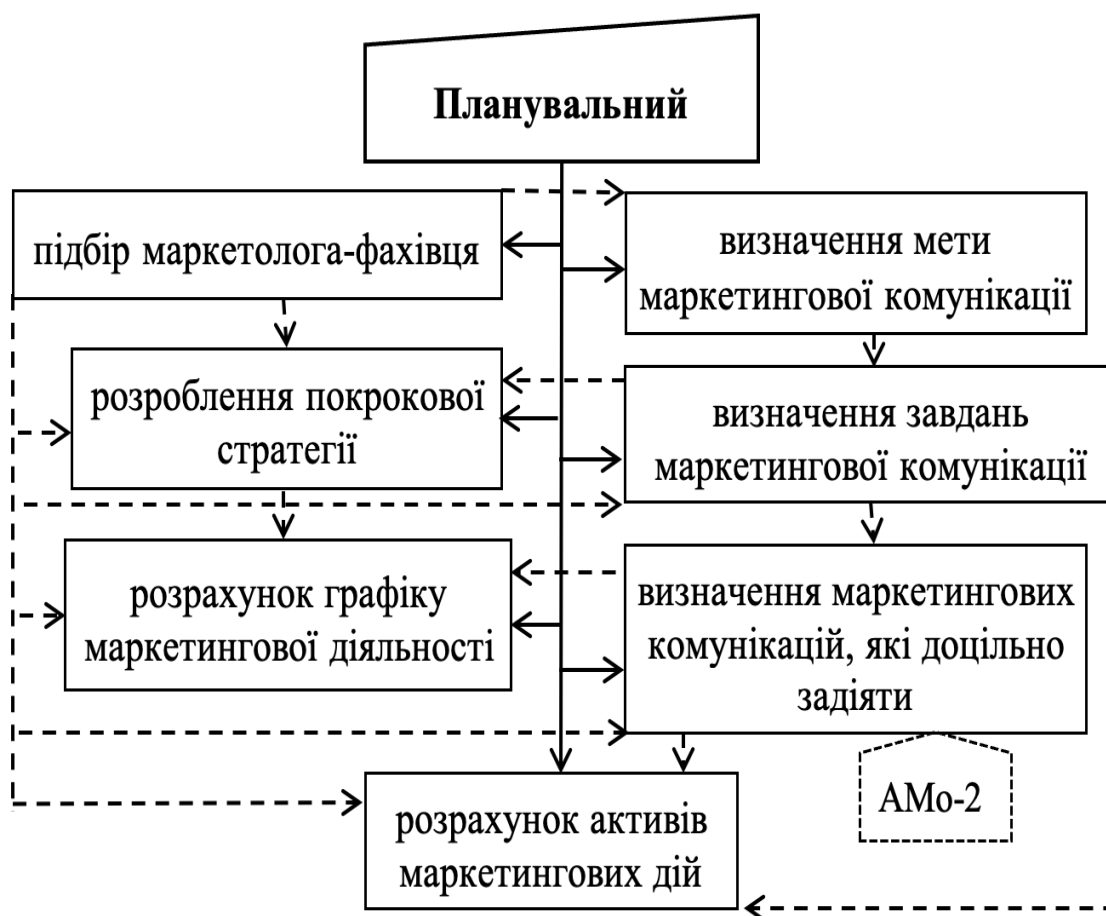 Планувальний
підбір маркетолога-фахівця
визначення мети
маркетингової комунікації
розроблення покрокової
стратегії
визначення завдань
маркетингової комунікації
розрахунок графіку
маркетингової діяльності
визначення маркетингових
комунікацій, які доцільно
задіяти
АМо-2
розрахунок активів
маркетингових дій